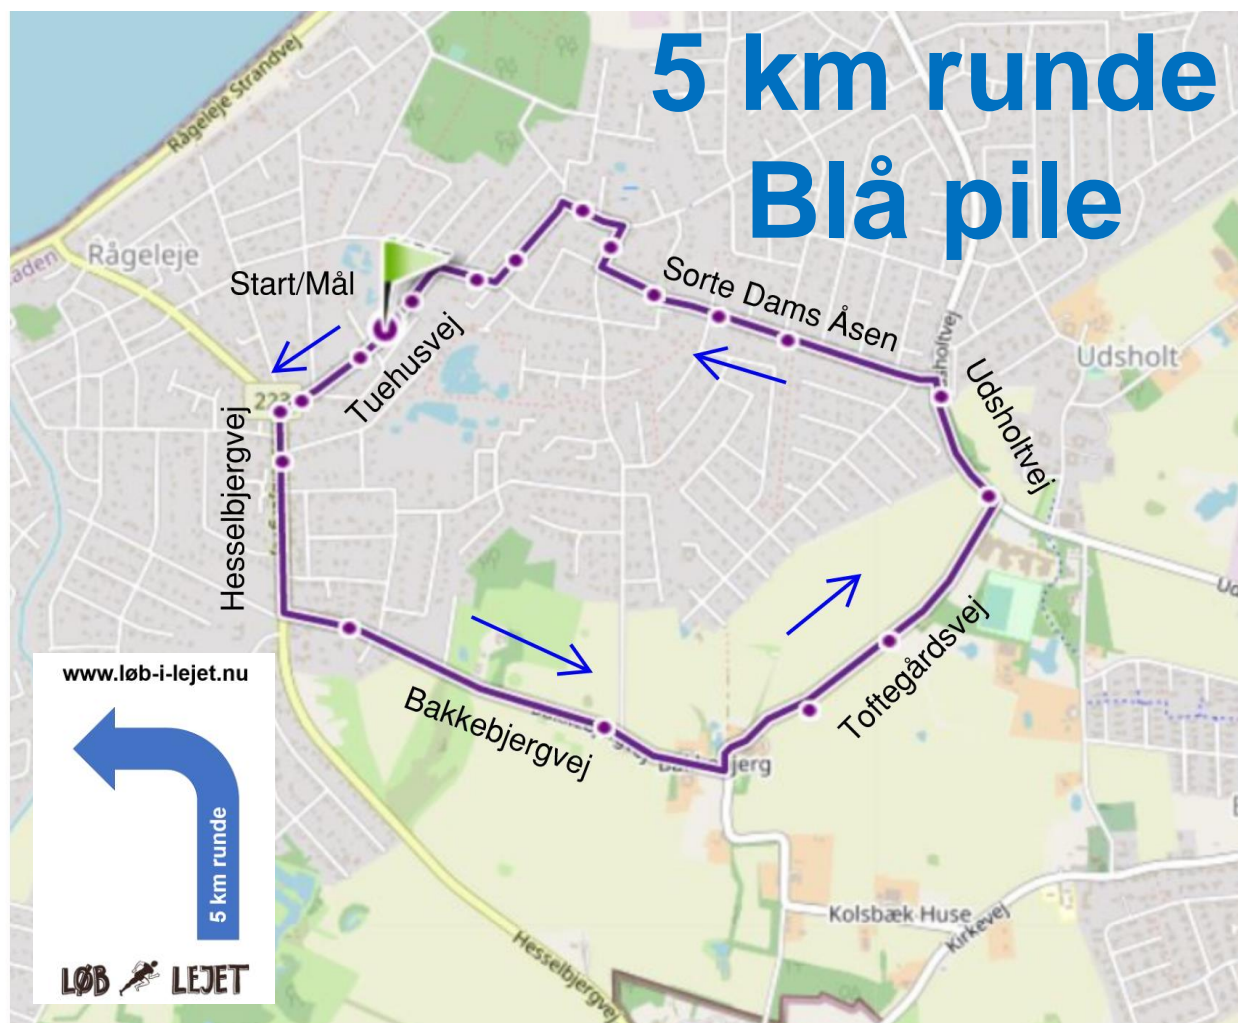 5 km runde
Blå pile
Rågeleje Strandvej
Rågeleje
Start/Mål
Tuehusvej
223
Hesselbjergvej
Sorte Dams Åsen
Udsholt
Udsholtvej
Bakkebjergvej
Toftegårdsvej
www.løb-i-lejet.nu
5 km runde
LØB LEJET
Kolsbæk Huse
Kirkevej
Hesselbjergvej